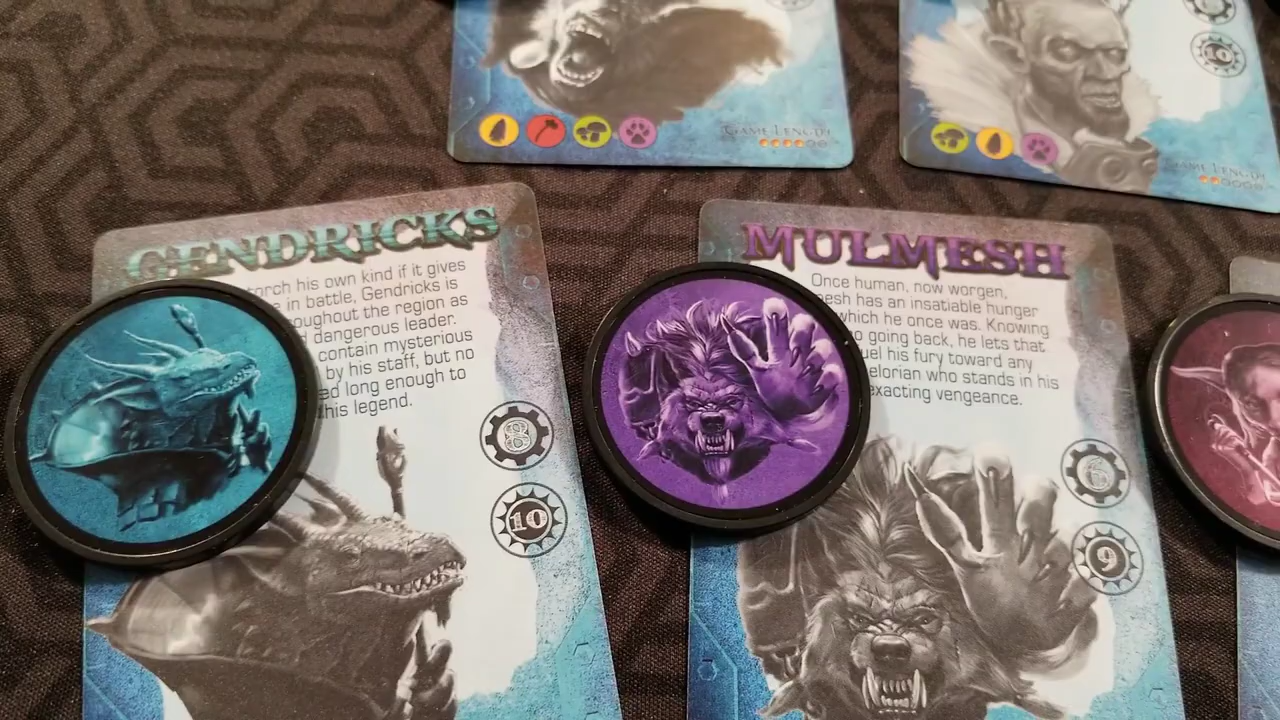 GAME LENGTH
10
GAME LENGTH
GENDRICKS
torch his own kind if it gives
in battle, Gendricks is
oughout the region as
dangerous leader.
contain mysterious
by his staff, but no
ed long enough to
his legend.
8
10
MULMESH
Once human, now worgen,
esh has an insatiable hunger
which he once was. Knowing
o going back, he lets that
uel his fury toward any
elorian who stands in his
exacting vengeance.
6
9